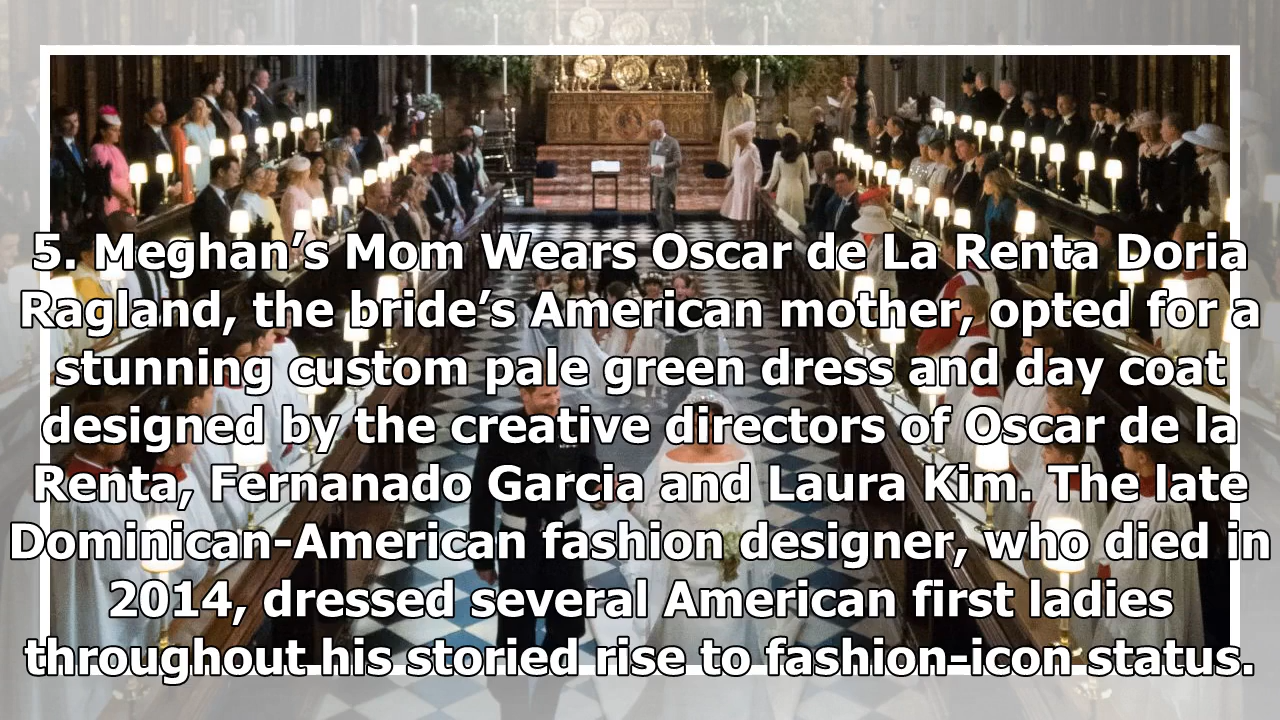 5. Meghan’s Mom Wears Oscar de La Renta Doria
Ragland, the bride’s American mother, opted for a
stunning custom pale green dress and day coat
designed by the creative directors of Oscar de la
Renta, Fernanado Garcia and Laura Kim. The late
Dominican-American fashion designer, who died in
2014, dressed several American first ladies
throughout his storied rise to fashion-icon status.